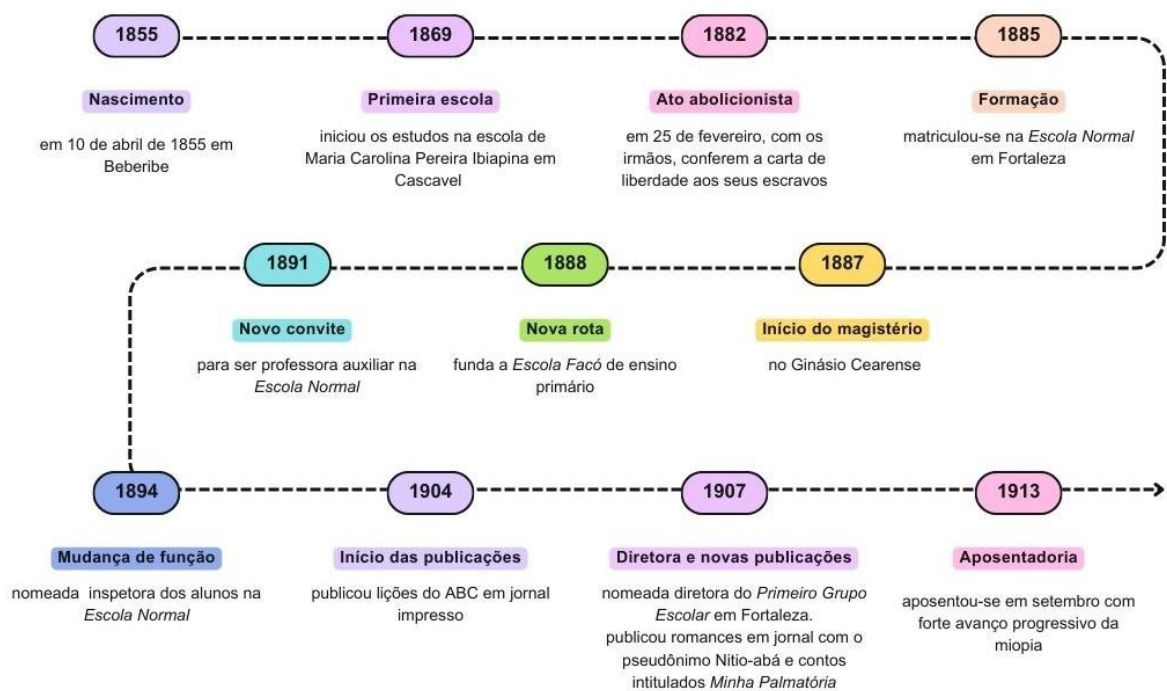 1855
Nascimento
em 10 de abril de 1855 em
Beberibe
1869
Primeira escola
iniciou os estudos na escola de
Maria Carolina Pereira Ibiapina em
Cascavel
1882
Ato abolicionista
em 25 de fevereiro, com os
irmãos, conferem a carta de
liberdade aos seus escravos
1885
Formação
matriculou-se na Escola Normal
em Fortaleza
1887
Início do magistério
no Ginásio Cearense
1888
Nova rota
funda a Escola Facó de ensino
primário
1891
Novo convite
para ser professora auxiliar na
Escola Normal
1894
Mudança de função
nomeada inspetora dos alunos na
Escola Normal
1904
Início das publicações
publicou lições do ABC em jornal
impresso
1907
Diretora e novas publicações
nomeada diretora do Primeiro Grupo
Escolar em Fortaleza.
publicou romances em jornal com o
pseudônimo Nitio-abá e contos
intitulados Minha Palmatória
1913
Aposentadoria
aposentou-se em setembro com
forte avanço progressivo da
miopia